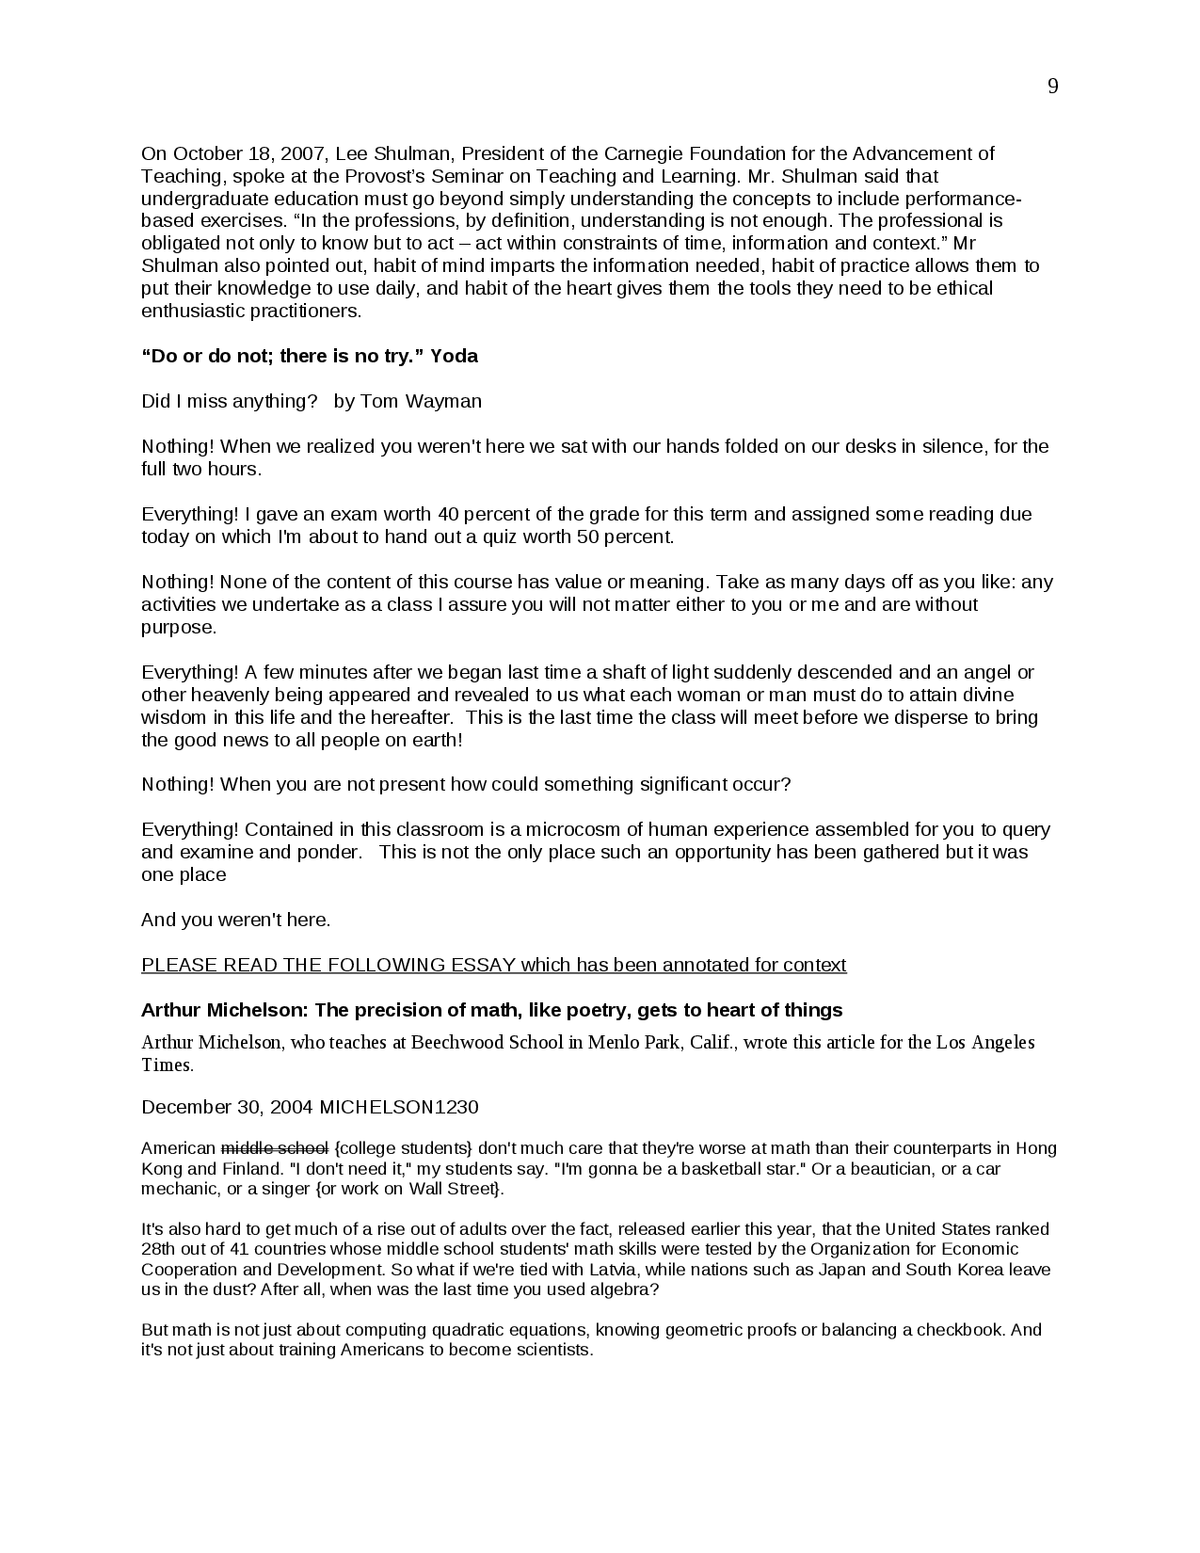 9
On October 18, 2007, Lee Shulman, President of the Carnegie Foundation for the Advancement of
Teaching, spoke at the Provost’s Seminar on Teaching and Learning. Mr. Shulman said that
undergraduate education must go beyond simply understanding the concepts to include performance-
based exercises. “In the professions, by definition, understanding is not enough. The professional is
obligated not only to know but to act – act within constraints of time, information and context.” Mr
Shulman also pointed out, habit of mind imparts the information needed, habit of practice allows them to
put their knowledge to use daily, and habit of the heart gives them the tools they need to be ethical
enthusiastic practitioners.
“Do or do not; there is no try.” Yoda
Did I miss anything?   by Tom Wayman
Nothing! When we realized you weren't here we sat with our hands folded on our desks in silence, for the
full two hours.
Everything! I gave an exam worth 40 percent of the grade for this term and assigned some reading due
today on which I'm about to hand out a quiz worth 50 percent.
Nothing! None of the content of this course has value or meaning. Take as many days off as you like: any
activities we undertake as a class I assure you will not matter either to you or me and are without
purpose.
Everything! A few minutes after we began last time a shaft of light suddenly descended and an angel or
other heavenly being appeared and revealed to us what each woman or man must do to attain divine
wisdom in this life and the hereafter.  This is the last time the class will meet before we disperse to bring
the good news to all people on earth!
Nothing! When you are not present how could something significant occur?
Everything! Contained in this classroom is a microcosm of human experience assembled for you to query
and examine and ponder.   This is not the only place such an opportunity has been gathered but it was
one place
And you weren't here.
PLEASE READ THE FOLLOWING ESSAY which has been annotated for context
Arthur Michelson: The precision of math, like poetry, gets to heart of things
Arthur Michelson, who teaches at Beechwood School in Menlo Park, Calif., wrote this article for the Los Angeles
Times.
December 30, 2004 MICHELSON1230
American middle school {college students} don't much care that they're worse at math than their counterparts in Hong
Kong and Finland. "I don't need it," my students say. "I'm gonna be a basketball star." Or a beautician, or a car
mechanic, or a singer {or work on Wall Street}.
It's also hard to get much of a rise out of adults over the fact, released earlier this year, that the United States ranked
28th out of 41 countries whose middle school students' math skills were tested by the Organization for Economic
Cooperation and Development. So what if we're tied with Latvia, while nations such as Japan and South Korea leave
us in the dust? After all, when was the last time you used algebra?
But math is not just about computing quadratic equations, knowing geometric proofs or balancing a checkbook. And
it's not just about training Americans to become scientists.